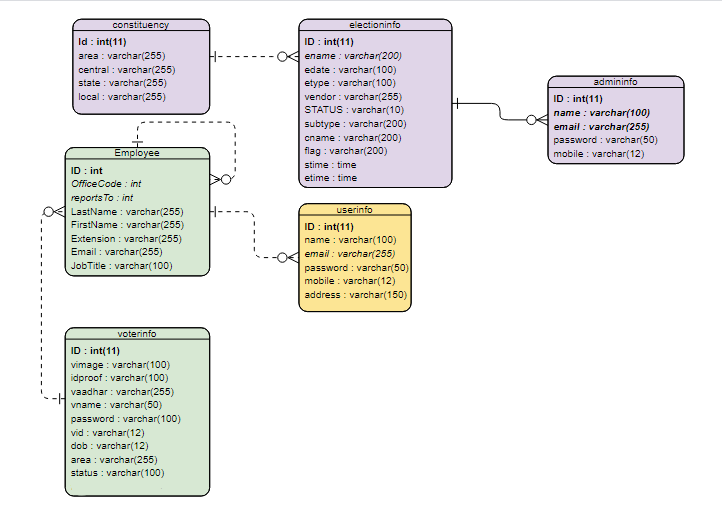 constituency
Id : int(11)
area : varchar(255)
central : varchar(255)
state : varchar(255)
local : varchar(255)
electioninfo
ID : int(11)
ename : varchar(200)
edate : varchar(100)
etype : varchar(100)
vendor : varchar(255)
STATUS : varchar(10)
subtype : varchar(200)
cname : varchar(200)
flag : varchar(200)
stime : time
etime : time
admininfo
ID : int(11)
name : varchar(100)
email : varchar(255)
password : varchar(50)
mobile : varchar(12)
Employee
ID : int
OfficeCode : int
reportsTo : int
LastName : varchar(255)
FirstName : varchar(255)
Extension : varchar(255)
Email : varchar(255)
JobTitle : varchar(100)
userinfo
ID : int(11)
name : varchar(100)
email : varchar(255)
password : varchar(50)
mobile : varchar(12)
address : varchar(150)
voterinfo
ID : int(11)
vimage : varchar(100)
idproof : varchar(100)
vaadhar : varchar(255)
vname : varchar(50)
password : varchar(100)
vid : varchar(12)
dob : varchar(12)
area : varchar(255)
status : varchar(100)